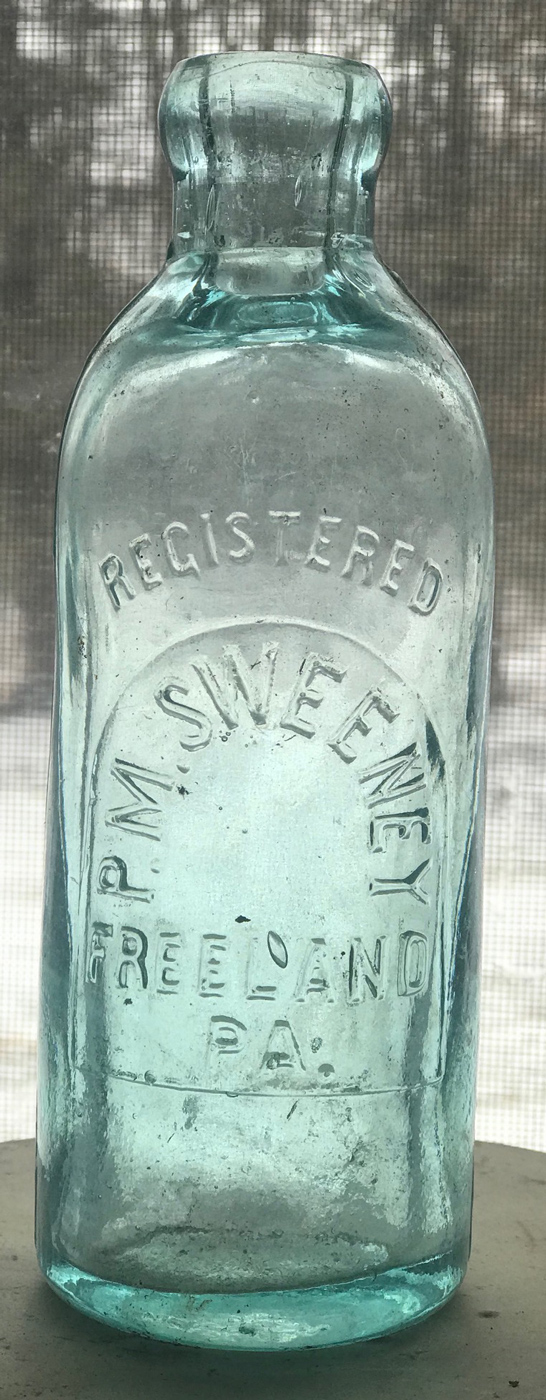 REGISTERED
P. M. SWEENEY
FREELAND
PA.